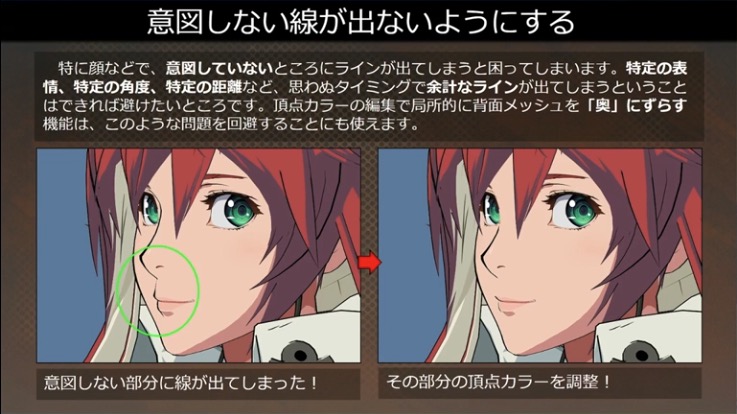 意図しない線が出ないようにする
特に顔などで、意図していないところにラインが出てしまうと困ってしまいます。特定の表
情、特定の角度、特定の距離など、思わぬタイミングで余計なラインが出てしまうということ
はできれば避けたいところです。頂点カラーの編集で局所的に背面メッシュを「奥」にずらす
機能は、このような問題を回避することにも使えます。
意図しない部分に線が出てしまった！
その部分の頂点カラーを調整！